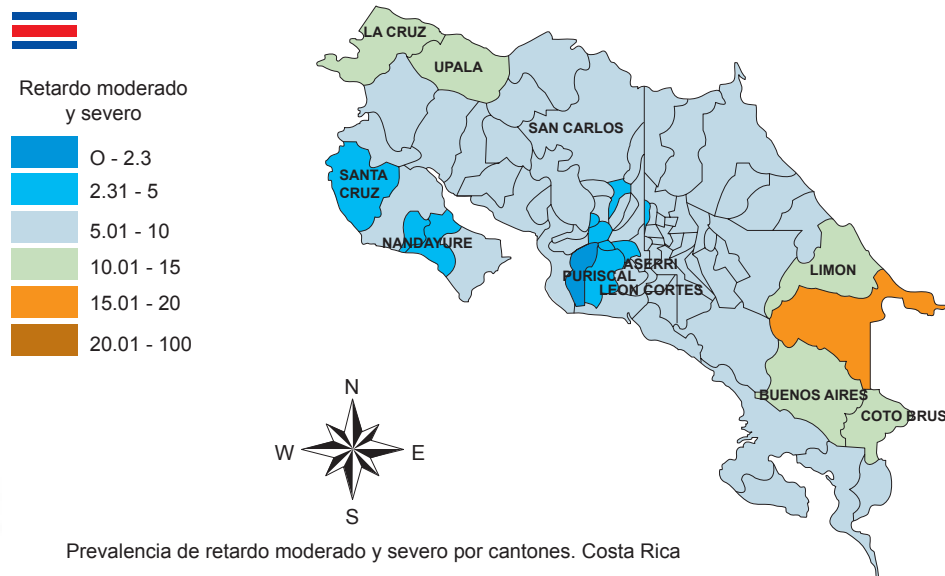 Retardo moderado
y severo
O - 2.3
2.31 - 5
5.01 - 10
10.01 - 15
15.01 - 20
20.01 - 100
LA CRUZ
UPALA
SAN CARLOS
SANTA
CRUZ
NANDAYURE
ASERRI
PURISCAL
LEON CORTES
LIMON
BUENOS AIRES
COTO BRUS
N
W
E
S
Prevalencia de retardo moderado y severo por cantones. Costa Rica